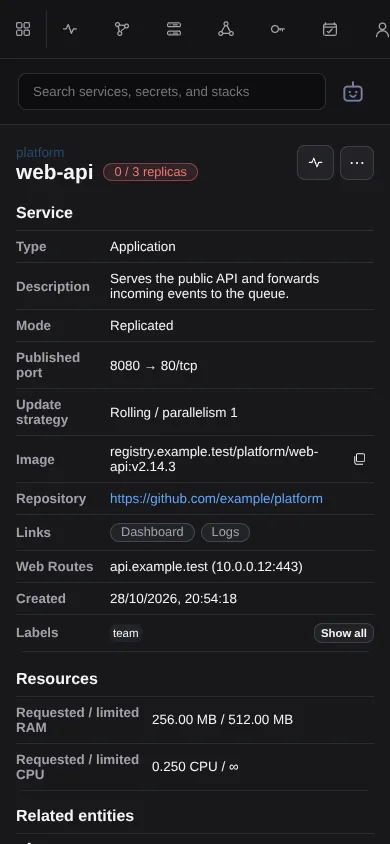 Search services, secrets, and stacks
platform
web-api
0 / 3 replicas
Service
Type
Application
Description
Serves the public API and forwards
incoming events to the queue.
Mode
Replicated
Published
port
8080 → 80/tcp
Update
strategy
Rolling / parallelism 1
Image
registry.example.test/platform/web-
api:v2.14.3
Repository
https://github.com/example/platform
Links
Dashboard
Logs
Web Routes
api.example.test (10.0.0.12:443)
Created
28/10/2026, 20:54:18
Labels
team
Show all
Resources
Requested / limited
RAM
256.00 MB / 512.00 MB
Requested / limited
CPU
0.250 CPU / ∞
Related entities